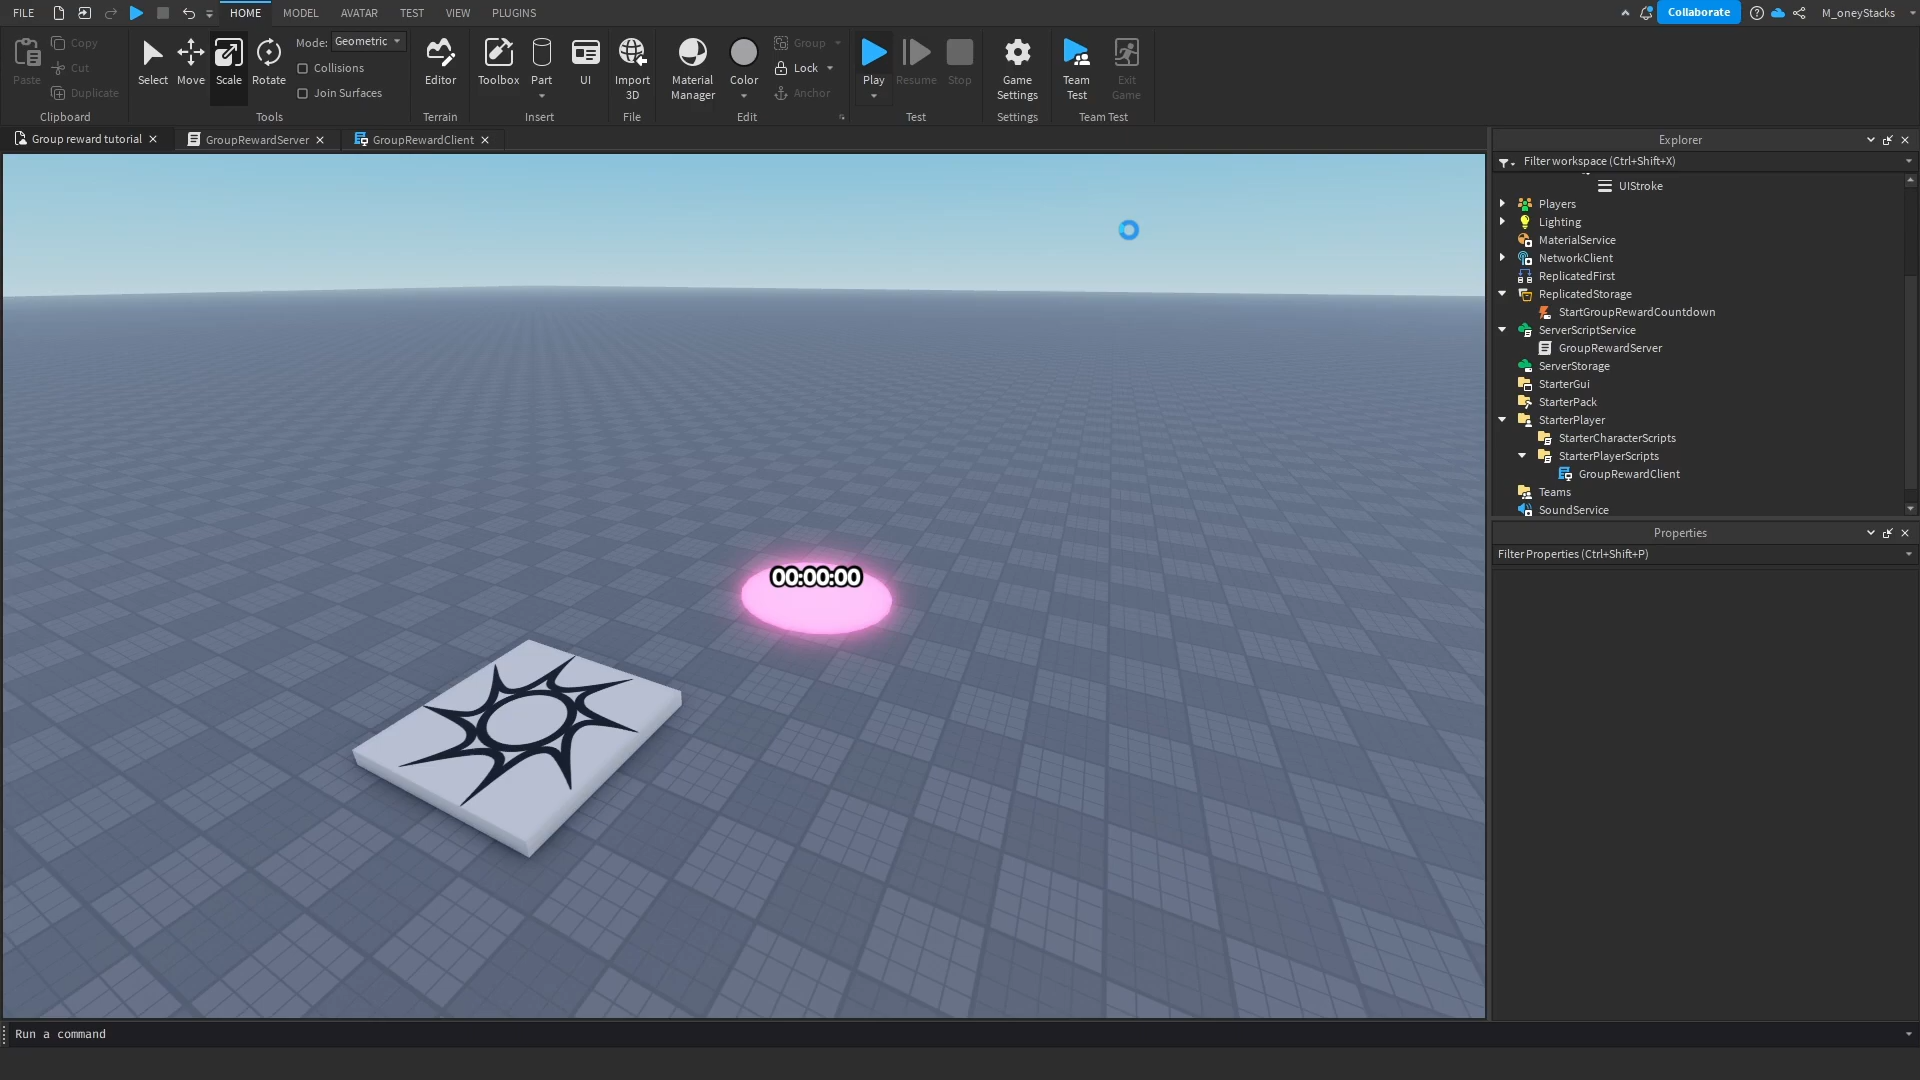 FILE
HOME
MODEL
AVATAR
TEST
VIEW
PLUGINS
Collaborate
M_oneyStacks
Paste
Copy
Cut
Duplicate
Clipboard
Select
Move
Scale
Rotate
Mode: Geometric
Collisions
Join Surfaces
Tools
Editor
Terrain
Toolbox
Part
UI
Insert
Import
3D
File
Material
Manager
Color
Group
Lock
Anchor
Edit
Play
Resume
Stop
Test
Game
Settings
Settings
Team
Test
Exit
Game
Team Test
Group reward tutorial
GroupRewardServer
GroupRewardClient
00:00:00
Explorer
Filter workspace (Ctrl+Shift+X)
UIStroke
Players
Lighting
MaterialService
NetworkClient
ReplicatedFirst
ReplicatedStorage
StartGroupRewardCountdown
ServerScriptService
GroupRewardServer
ServerStorage
StarterGui
StarterPack
StarterPlayer
StarterCharacterScripts
StarterPlayerScripts
GroupRewardClient
Teams
SoundService
Properties
Filter Properties (Ctrl+Shift+P)
Run a command